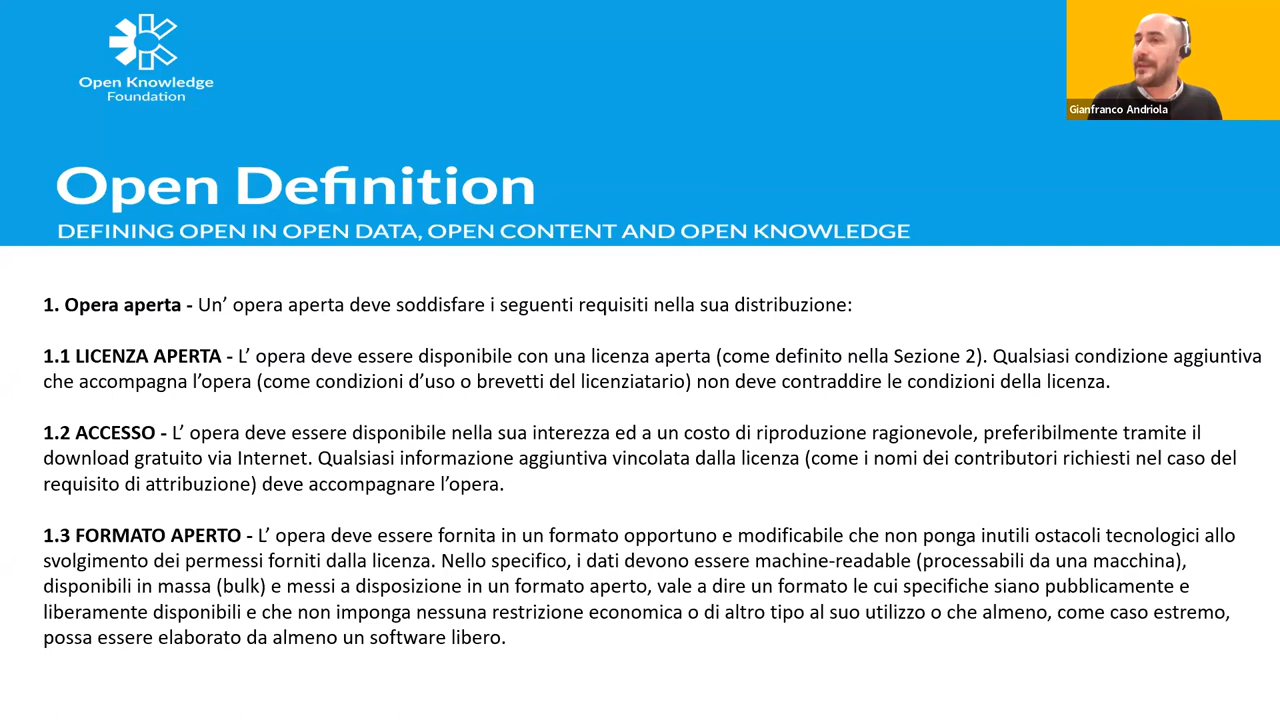 Open Knowledge
Foundation
Gianfranco Andriola
Open Definition
DEFINING OPEN IN OPEN DATA, OPEN CONTENT AND OPEN KNOWLEDGE
1. Opera aperta - Un’ opera aperta deve soddisfare i seguenti requisiti nella sua distribuzione:
1.1 LICENZA APERTA - L’ opera deve essere disponibile con una licenza aperta (come definito nella Sezione 2). Qualsiasi condizione aggiuntiva
che accompagna l’opera (come condizioni d’uso o brevetti del licenziatario) non deve contraddire le condizioni della licenza.
1.2 ACCESSO - L’ opera deve essere disponibile nella sua interezza ed a un costo di riproduzione ragionevole, preferibilmente tramite il
download gratuito via Internet. Qualsiasi informazione aggiuntiva vincolata dalla licenza (come i nomi dei contributori richiesti nel caso del
requisito di attribuzione) deve accompagnare l’opera.
1.3 FORMATO APERTO - L’ opera deve essere fornita in un formato opportuno e modificabile che non ponga inutili ostacoli tecnologici allo
svolgimento dei permessi forniti dalla licenza. Nello specifico, i dati devono essere machine-readable (processabili da una macchina),
disponibili in massa (bulk) e messi a disposizione in un formato aperto, vale a dire un formato le cui specifiche siano pubblicamente e
liberamente disponibili e che non imponga nessuna restrizione economica o di altro tipo al suo utilizzo o che almeno, come caso estremo,
possa essere elaborato da almeno un software libero.